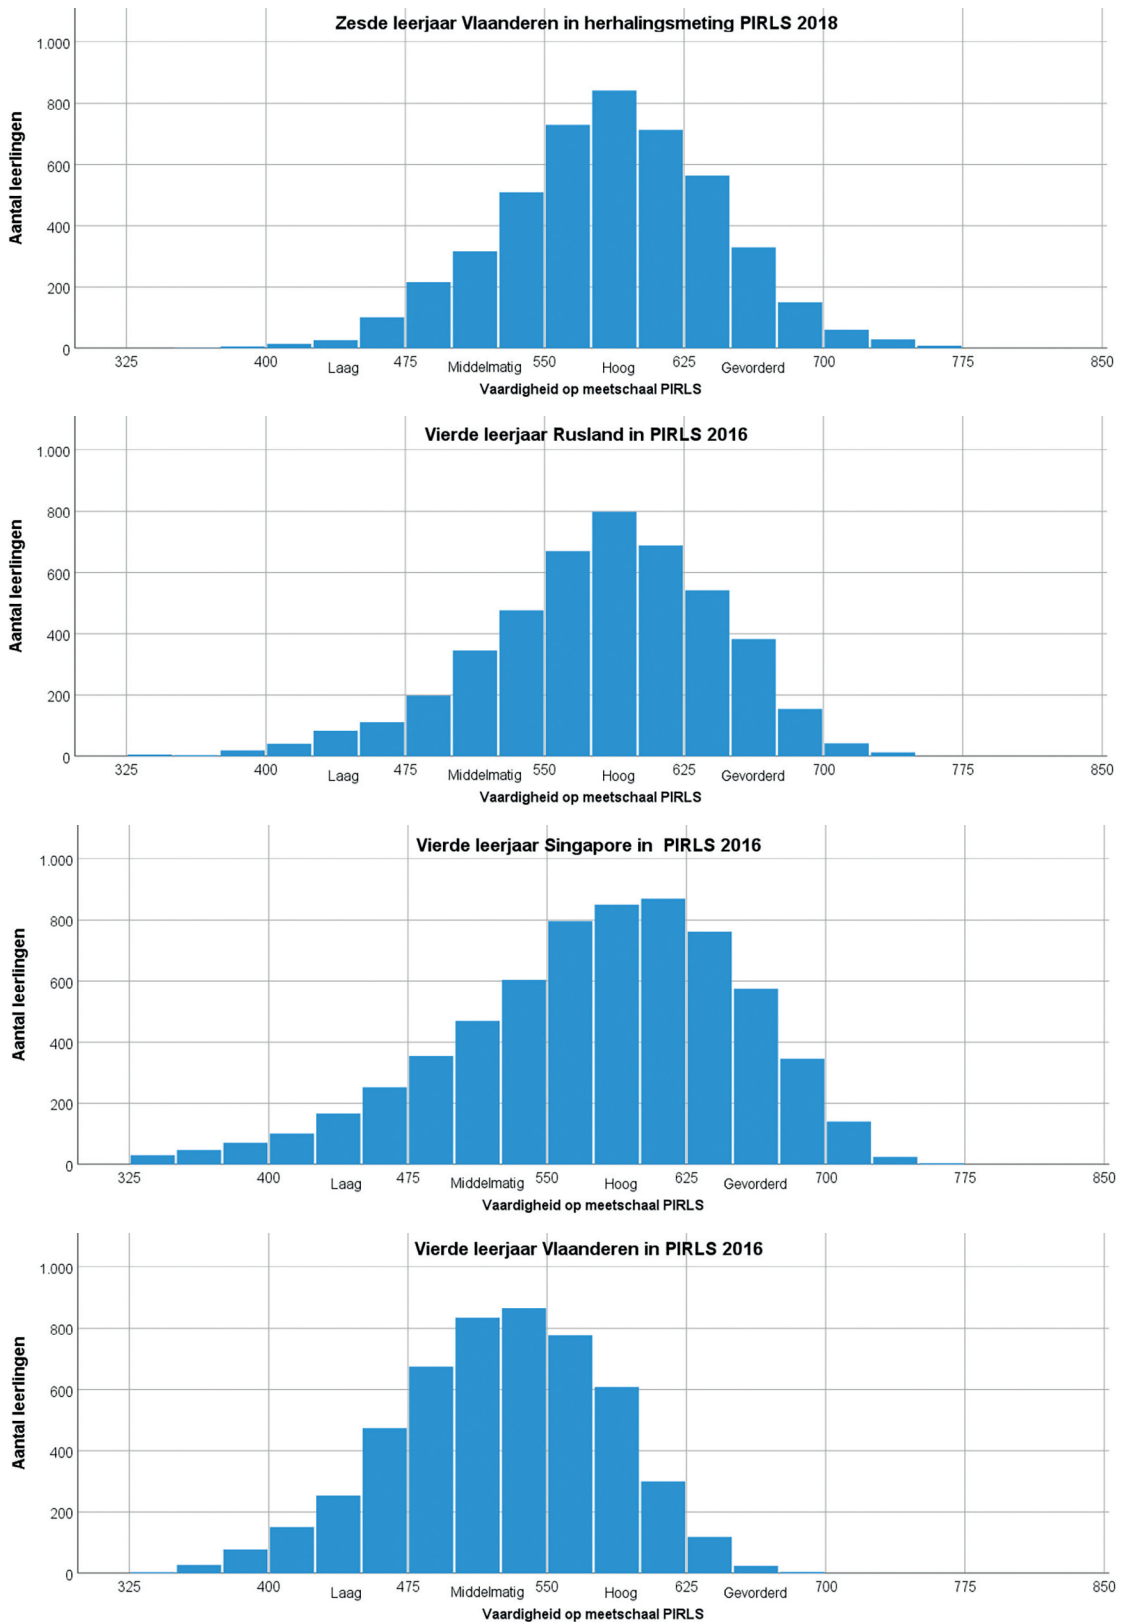 Zesde leerjaar Vlaanderen in herhalingsmeting PIRLS 2018
Aantal leerlingen
1.000
800
600
400
200
0
325 400 475 550 625 700 775 850
Laag Middelmatig Hoog Gevorderd
Vaardigheid op meetschaal PIRLS
Vierde leerjaar Rusland in PIRLS 2016
Aantal leerlingen
1.000
800
600
400
200
0
325 400 475 550 625 700 775 850
Laag Middelmatig Hoog Gevorderd
Vaardigheid op meetschaal PIRLS
Vierde leerjaar Singapore in PIRLS 2016
Aantal leerlingen
1.000
800
600
400
200
0
325 400 475 550 625 700 775 850
Laag Middelmatig Hoog Gevorderd
Vaardigheid op meetschaal PIRLS
Vierde leerjaar Vlaanderen in PIRLS 2016
Aantal leerlingen
1.000
800
600
400
200
0
325 400 475 550 625 700 775 850
Laag Middelmatig Hoog Gevorderd
Vaardigheid op meetschaal PIRLS